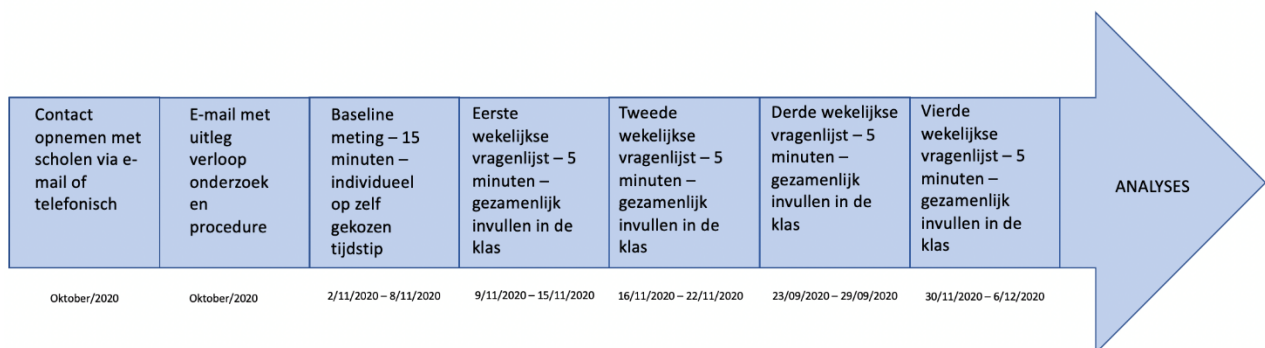 Contact
opnemen met
scholen via e-
mail of
telefonisch
E-mail met
uitleg
verloop
onderzoek
en
procedure
Baseline
meting – 15
minuten –
individueel
op zelf
gekozen
tijdstip
Eerste
wekelijkse
vragenlijst – 5
minuten –
gezamenlijk
invullen in de
klas
Tweede
wekelijkse
vragenlijst – 5
minuten –
gezamenlijk
invullen in de
klas
Derde wekelijkse
vragenlijst – 5
minuten –
gezamenlijk
invullen in de
klas
Vierde
wekelijkse
vragenlijst – 5
minuten –
gezamenlijk
invullen in de
klas
ANALYSES
Oktober/2020
Oktober/2020
2/11/2020 – 8/11/2020
9/11/2020 – 15/11/2020
16/11/2020 – 22/11/2020
23/09/2020 – 29/09/2020
30/11/2020 – 6/12/2020